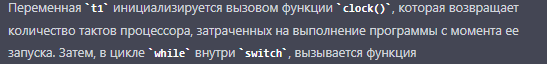 Переменная `t1` инициализируется вызовом функции `clock()`, которая возвращает
количество тактов процессора, затраченных на выполнение программы с момента ее
запуска. Затем, в цикле `while` внутри `switch`, вызывается функция